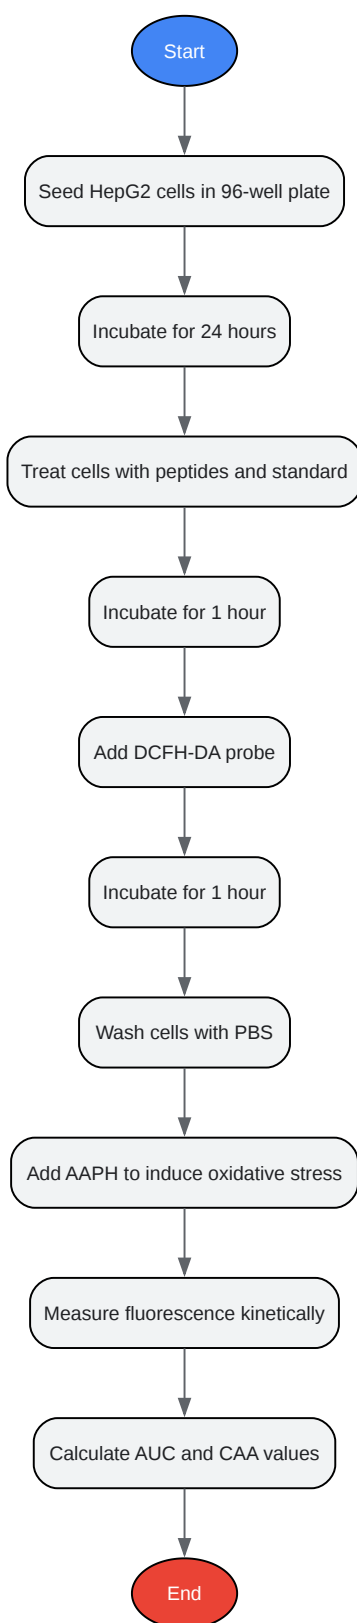 Start
Seed HepG2 cells in 96-well plate
Incubate for 24 hours
Treat cells with peptides and standard
Incubate for 1 hour
Add DCFH-DA probe
Incubate for 1 hour
Wash cells with PBS
Add AAPH to induce oxidative stress
Measure fluorescence kinetically
Calculate AUC and CAA values
End